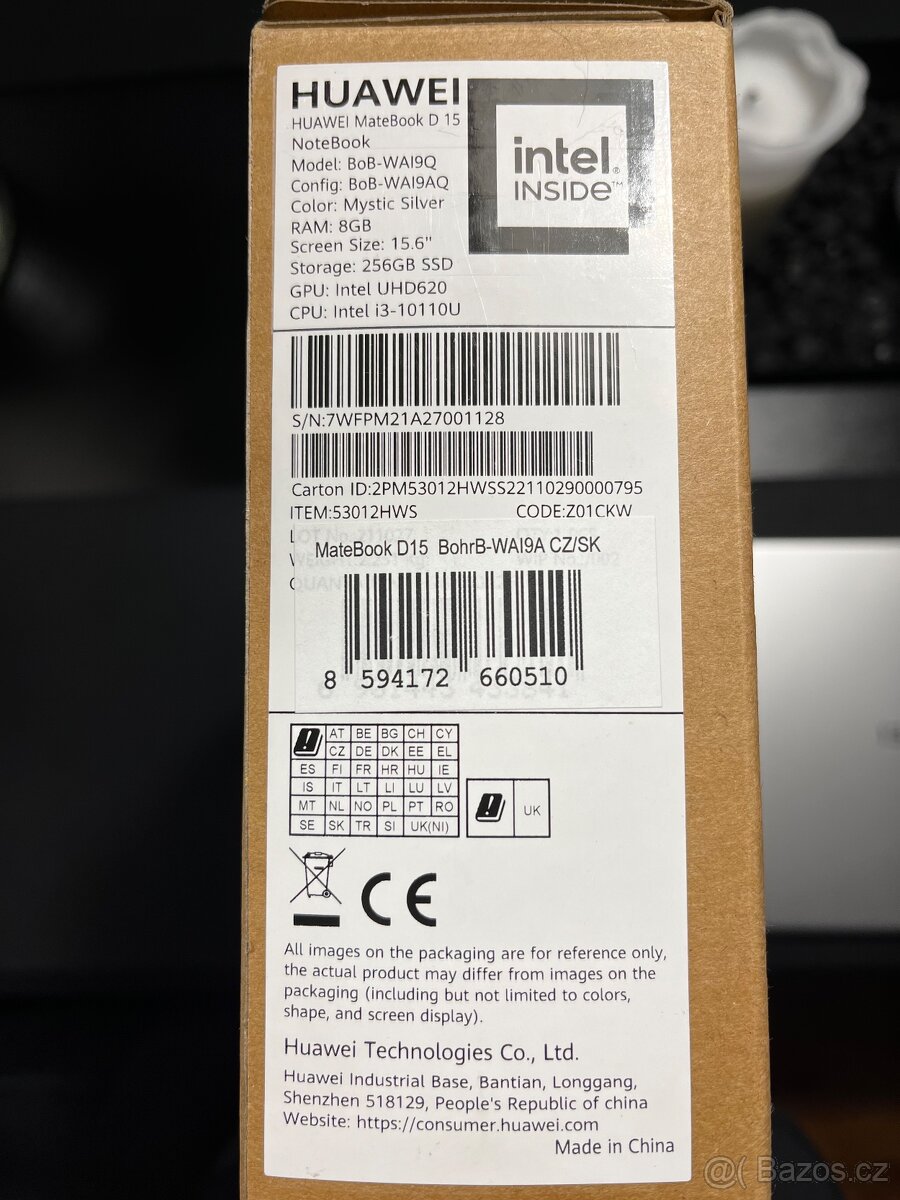 HUAWEI
HUAWEI MateBook D 15
NoteBook
Model: BoB-WAI9Q
Config: BoB-WAI9AQ
Color: Mystic Silver
RAM: 8GB
Screen Size: 15.6"
Storage: 256GB SSD
GPU: Intel UHD620
CPU: Intel i3-10110U
intel®
INSIDE™
S/N:7WFPM21A27001128
Carton ID:2PM53012HWSS22110290000795
ITEM:53012HWS CODE:Z01CKW
MateBook D15 BohrB-WAI9A CZ/SK
8 594172 660510
AT BE BG CH CY
CZ DE DK EE EL
ES FI FR HR HU IE
IS IT LT LI LU LV
MT NL NO PL PT RO
SE SK TR SI UK(NI)
UK
CE
All images on the packaging are for reference only,
the actual product may differ from images on the
packaging (including but not limited to colors,
shape, and screen display).
Huawei Technologies Co., Ltd.
Huawei Industrial Base, Bantian, Longgang,
Shenzhen 518129, People's Republic of china
Website: https://consumer.huawei.com
Made in China
@( Bazos.cz